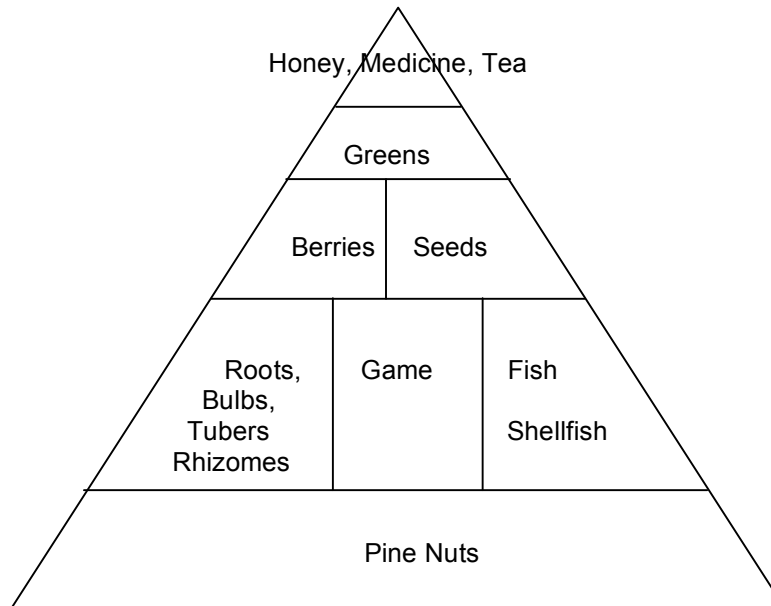 Honey, Medicine, Tea
Greens
Berries
Seeds
Roots,
Bulbs,
Tubers
Rhizomes
Game
Fish
Shellfish
Pine Nuts